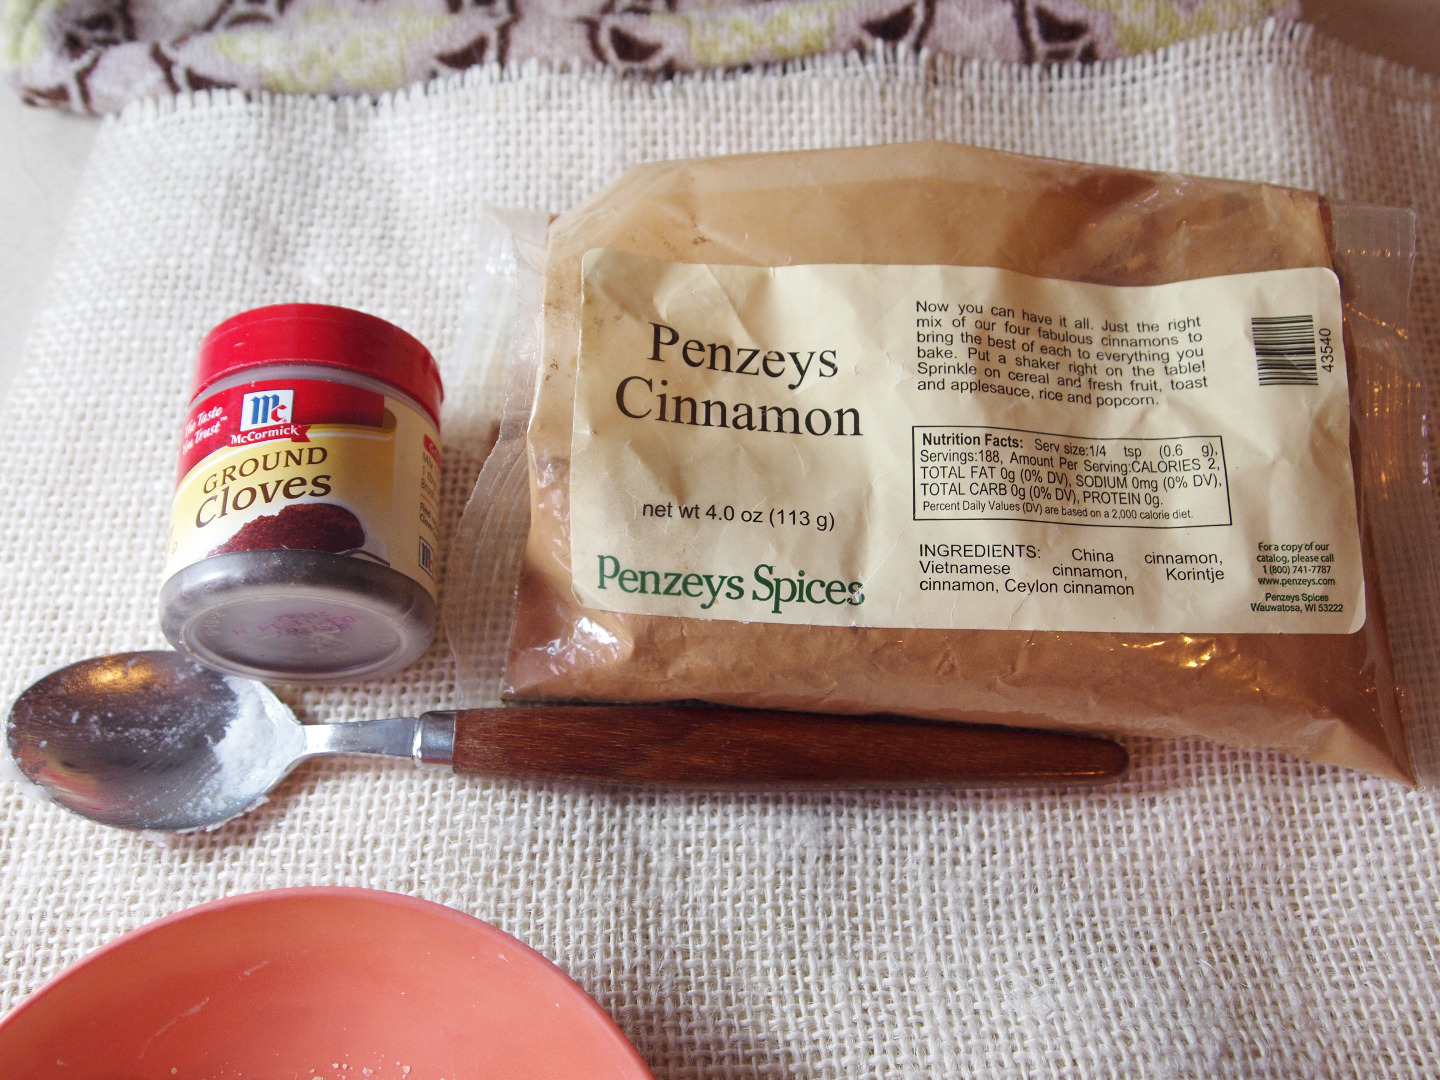 The Taste
You Trust™
Mc
McCormick
GROUND
Cloves
Penzeys
Cinnamon
net wt 4.0 oz (113 g)
Penzeys Spices
Now you can have it all. Just the right
mix of our four fabulous cinnamons to
bring the best of each to everything you
bake. Put a shaker right on the table!
Sprinkle on cereal and fresh fruit, toast
and applesauce, rice and popcorn.
Nutrition Facts: Serv size:1/4 tsp (0.6 g),
Servings:188, Amount Per Serving:CALORIES 2,
TOTAL FAT 0g (0% DV), SODIUM 0mg (0% DV),
TOTAL CARB 0g (0% DV), PROTEIN 0g.
Percent Daily Values (DV) are based on a 2,000 calorie diet.
INGREDIENTS: China cinnamon,
Vietnamese cinnamon, Korintje
cinnamon, Ceylon cinnamon
43540
For a copy of our
catalog, please call
1 (800) 741-7787
www.penzeys.com
Penzeys Spices
Wauwatosa, WI 53222